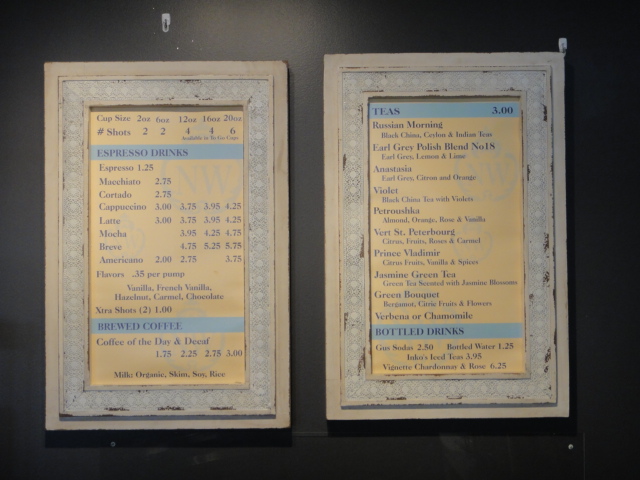 Cup Size 2oz 6oz 12oz 16oz 20oz
# Shots 2 2 4 4 6
Available in To Go Cups
ESPRESSO DRINKS
Espresso 1.25
Macchiato 2.75
Cortado 2.75
Cappuccino 3.00 3.75 3.95 4.25
Latte 3.00 3.75 3.95 4.25
Mocha 3.95 4.25 4.75
Breve 4.75 5.25 5.75
Americano 2.00 2.75 3.75
Flavors .35 per pump
Vanilla, French Vanilla,
Hazelnut, Carmel, Chocolate
Xtra Shots (2) 1.00
BREWED COFFEE
Coffee of the Day & Decaf
1.75 2.25 2.75 3.00
Milk: Organic, Skim, Soy, Rice
TEAS 3.00
Russian Morning
Black China, Ceylon & Indian Teas
Earl Grey Polish Blend No18
Earl Grey, Lemon & Lime
Anastasia
Earl Grey, Citron and Orange
Violet
Black China Tea with Violets
Petroushka
Almond, Orange, Rose & Vanilla
Vert St. Peterbourg
Citrus, Fruits, Roses & Carmel
Prince Vladimir
Citrus Fruits, Vanilla & Spices
Jasmine Green Tea
Green Tea Scented with Jasmine Blossoms
Green Bouquet
Bergamot, Citric Fruits & Flowers
Verbena or Chamomile
BOTTLED DRINKS
Gus Sodas 2.50 Bottled Water 1.25
Inko's Iced Teas 3.95
Vignette Chardonnay & Rose 6.25